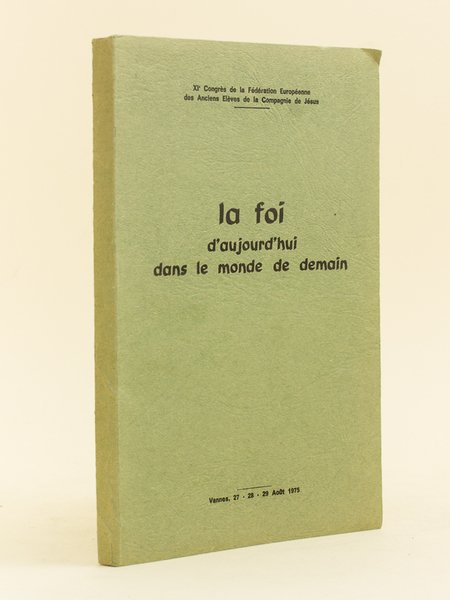 XIe Congrès de la Fédération Européenne
des Anciens Elèves de la Compagnie de Jésus
la foi
d'aujourd'hui
dans le monde de demain
Vannes, 27 - 28 - 29 Août 1975